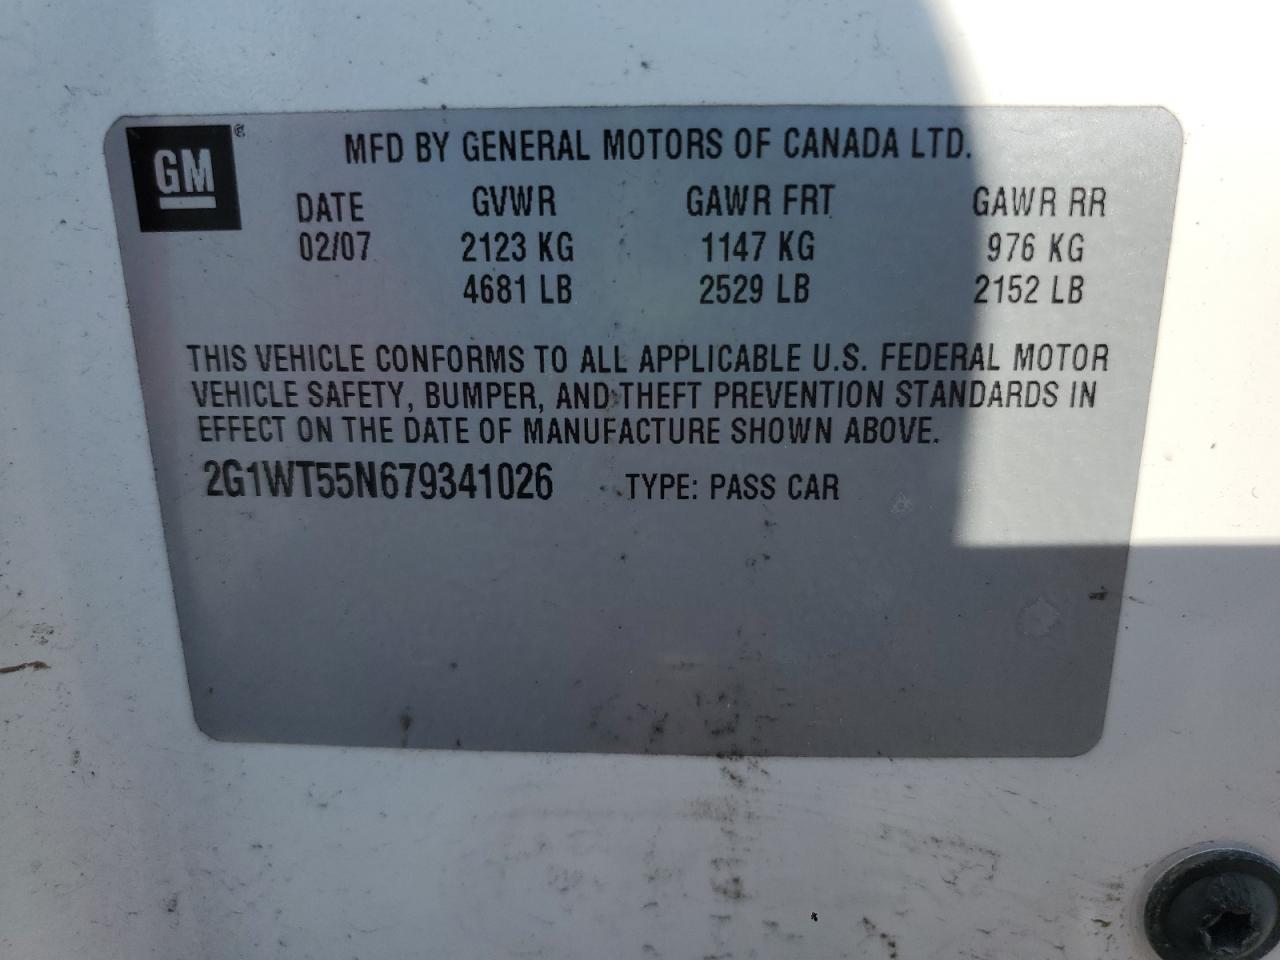 GM®
MFD BY GENERAL MOTORS OF CANADA LTD.
DATE GVWR GAWR FRT GAWR RR
02/07 2123 KG 1147 KG 976 KG
4681 LB 2529 LB 2152 LB
THIS VEHICLE CONFORMS TO ALL APPLICABLE U.S. FEDERAL MOTOR
VEHICLE SAFETY, BUMPER, AND THEFT PREVENTION STANDARDS IN
EFFECT ON THE DATE OF MANUFACTURE SHOWN ABOVE.
2G1WT55N679341026 TYPE: PASS CAR